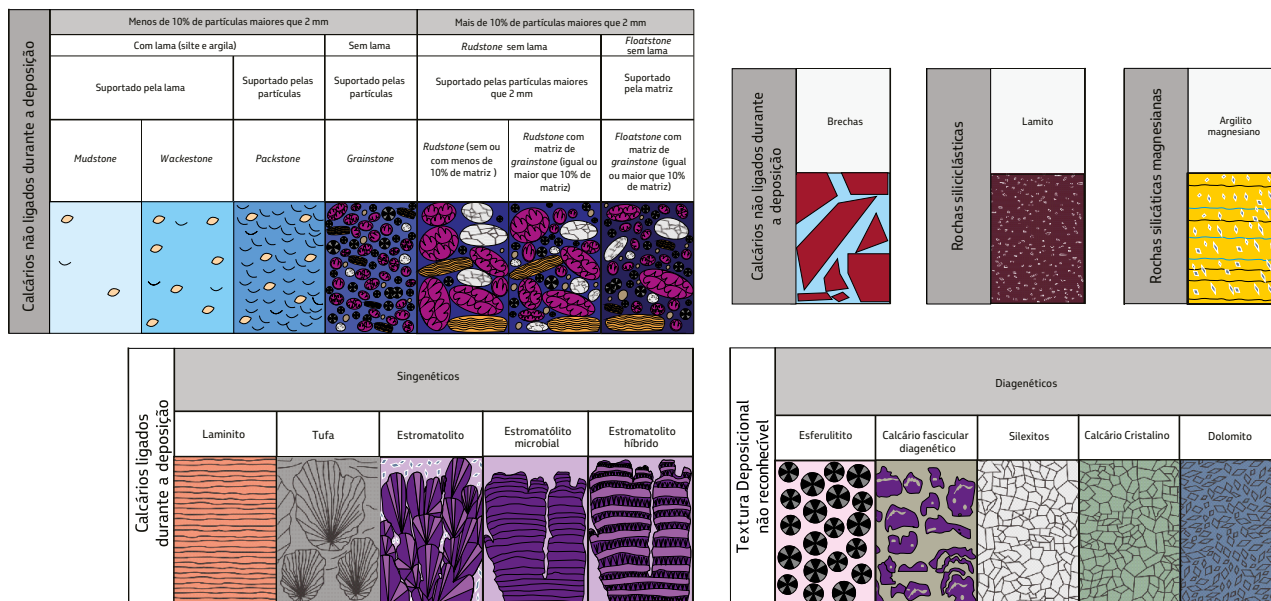 Calcários não ligados durante a deposição
Menos de 10% de partículas maiores que 2 mm
Mais de 10% de partículas maiores que 2 mm
Com lama (silte e argila)
Sem lama
Rudstone sem lama
Floatstone
sem lama
Suportado pela lama
Suportado pelas
partículas
Suportado pelas
partículas
Suportado pelas partículas maiores
que 2 mm
Suportado
pela matriz
Mudstone
Wackestone
Packstone
Grainstone
Rudstone (sem ou
com menos de
10% de matriz )
Rudstone com
matriz de
grainstone (igual ou
maior que 10% de
matriz)
Floatstone com
matriz de
grainstone (igual
ou maior que 10%
de matriz)
Calcários não ligados durante
a deposição
Brechas
Rochas siliciclásticas
Lamito
Rochas silicáticas magnesianas
Argilito
magnesiano
Calcários ligados
durante a deposição
Singenéticos
Laminito
Tufa
Estromatolito
Estromatólito
microbial
Estromatolito
híbrido
Textura Deposicional
não reconhecível
Diagenéticos
Esferulitito
Calcário fascicular
diagenético
Silexitos
Calcário Cristalino
Dolomito